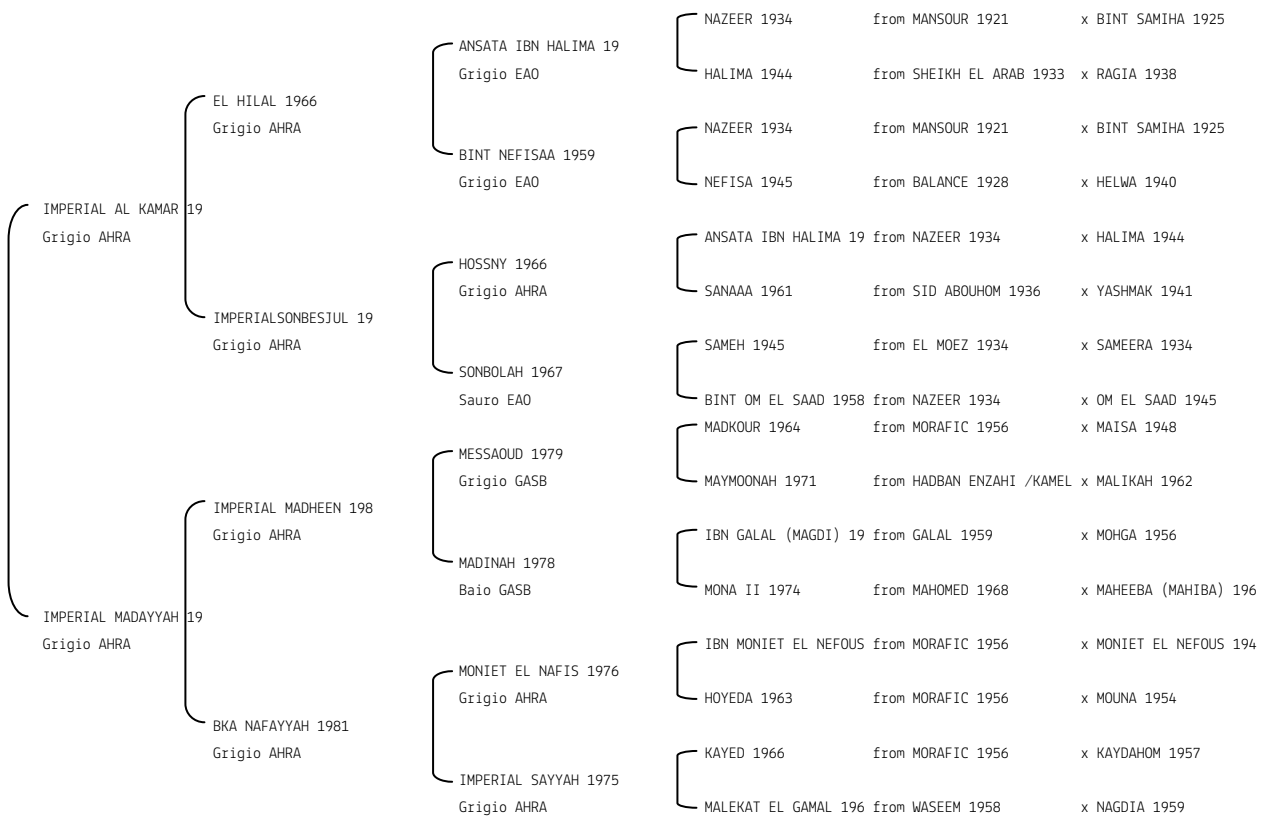 NAZEER 1934 from MANSOUR 1921 x BINT SAMIHA 1925
ANSATA IBN HALIMA 19
Grigio EAO HALIMA 1944 from SHEIKH EL ARAB 1933 x RAGIA 1938
EL HILAL 1966
Grigio AHRA NAZEER 1934 from MANSOUR 1921 x BINT SAMIHA 1925
BINT NEFISAA 1959
Grigio EAO NEFISA 1945 from BALANCE 1928 x HELWA 1940
IMPERIAL AL KAMAR 19
Grigio AHRA ANSATA IBN HALIMA 19 from NAZEER 1934 x HALIMA 1944
HOSSNY 1966
Grigio AHRA SANAAA 1961 from SID ABOUHOM 1936 x YASHMAK 1941
IMPERIALSONBESJUL 19
Grigio AHRA SAMEH 1945 from EL MOEZ 1934 x SAMEERA 1934
SONBOLAH 1967
Sauro EAO BINT OM EL SAAD 1958 from NAZEER 1934 x OM EL SAAD 1945
MADKOUR 1964 from MORAFIC 1956 x MAISA 1948
MESSAOUD 1979
Grigio GASB MAYMOONAH 1971 from HADBAN ENZAHI /KAMEL x MALIKAH 1962
IMPERIAL MADHEEN 198
Grigio AHRA IBN GALAL (MAGDI) 19 from GALAL 1959 x MOHGA 1956
MADINAH 1978
Baio GASB MONA II 1974 from MAHOMED 1968 x MAHEEBA (MAHIBA) 196
IMPERIAL MADAYYAH 19
Grigio AHRA IBN MONIET EL NEFOUS from MORAFIC 1956 x MONIET EL NEFOUS 194
MONIET EL NAFIS 1976
Grigio AHRA HOYEDA 1963 from MORAFIC 1956 x MOUNA 1954
BKA NAFAYYAH 1981
Grigio AHRA KAYED 1966 from MORAFIC 1956 x KAYDAHOM 1957
IMPERIAL SAYYAH 1975
Grigio AHRA MALEKAT EL GAMAL 196 from WASEEM 1958 x NAGDIA 1959